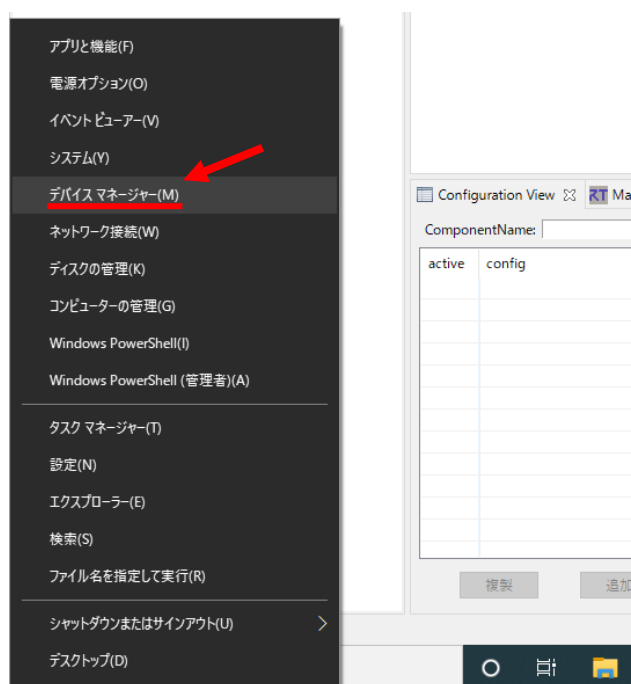 アプリと機能(F)
電源オプション(O)
イベント ビューアー(V)
システム(Y)
デバイス マネージャー(M)
ネットワーク接続(W)
ディスクの管理(K)
コンピューターの管理(G)
Windows PowerShell(I)
Windows PowerShell (管理者)(A)
タスク マネージャー(T)
設定(N)
エクスプローラー(E)
検索(S)
ファイル名を指定して実行(R)
シャットダウンまたはサインアウト(U)
デスクトップ(D)
Configuration View
RT Ma
ComponentName:
active config
複製 追加